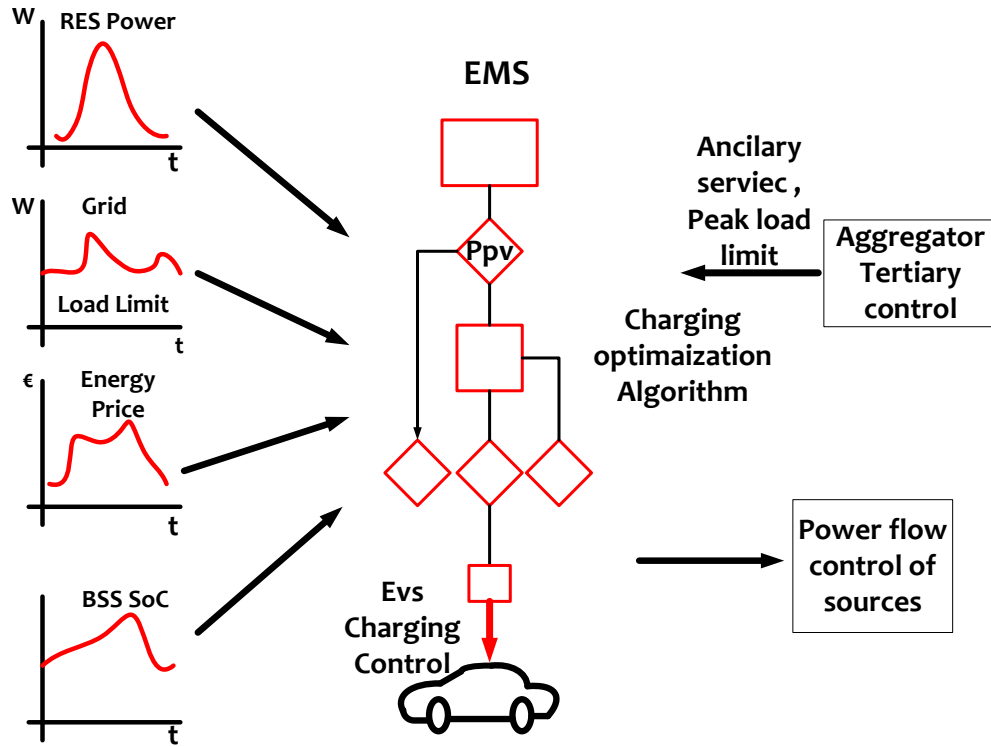 W
RES Power
t
W
Grid
Load Limit
t
€
Energy
Price
t
BSS SoC
t
EMS
Ppv
Evs
Charging
Control
Ancilary
serviec ,
Peak load
limit
Charging
optimaization
Algorithm
Aggregator
Tertiary
control
Power flow
control of
sources